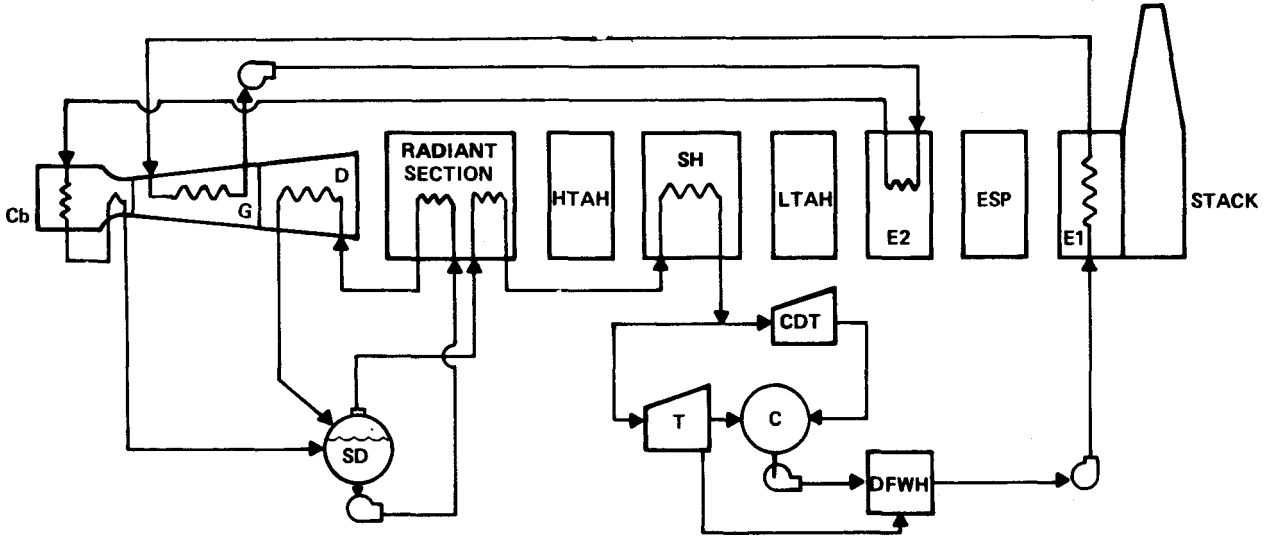 RADIANT
SECTION
SH
D
HTAH
LTAH
ESP
STACK
Cb
G
E2
E1
CDT
T
C
SD
DFWH